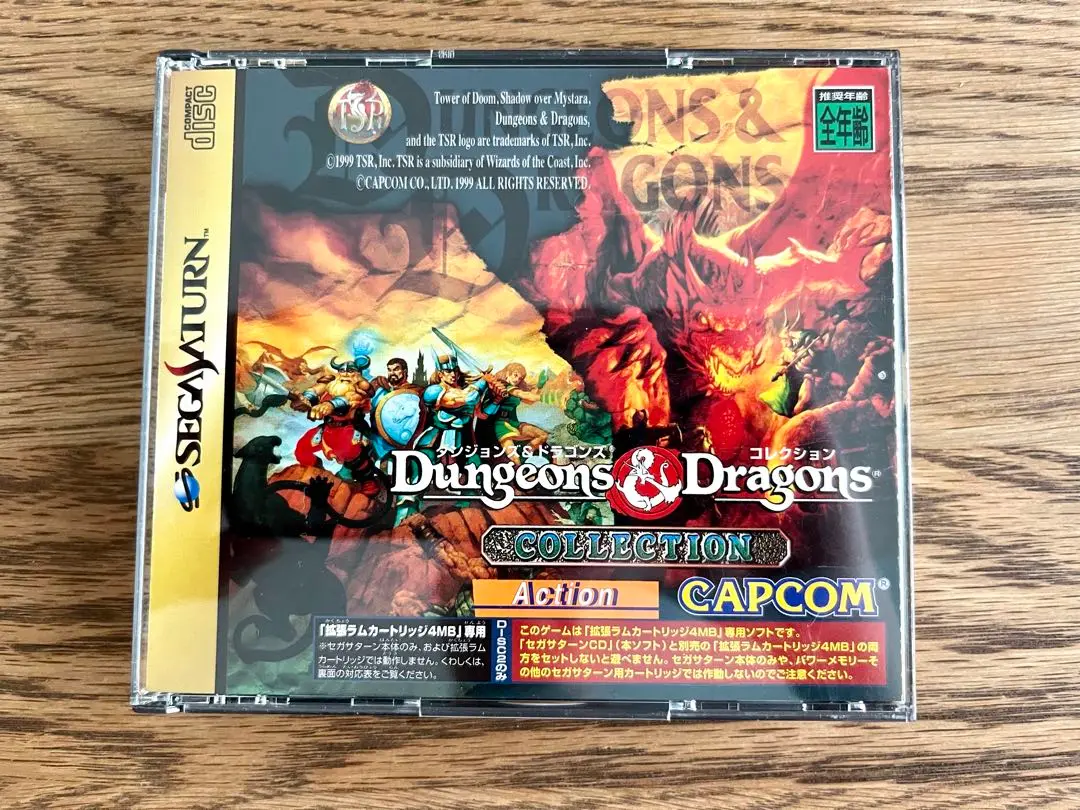 COMPACT
disc
SEGA SATURN™
TSR
Tower of Doom, Shadow over Mystara,
Dungeons & Dragons,
and the TSR logo are trademarks of TSR, Inc.
©1999 TSR, Inc. TSR is a subsidiary of Wizards of the Coast, Inc.
©CAPCOM CO., LTD. 1999 ALL RIGHTS RESERVED.
DUNGEONS &
DRAGONS
推奨年齢
全年齢
ダンジョンズ&ドラゴンズ コレクション
Dungeons & Dragons®
COLLECTION
Action
CAPCOM®
かくちょう せんよう
「拡張ラムカートリッジ4MB」専用
※セガサターン本体のみ、および拡張ラム
カートリッジでは動作しません。くわしくは、
裏面の対応表をご覧ください。
DISC2のみ
このゲームは「拡張ラムカートリッジ4MB」専用ソフトです。
「セガサターンCD」(本ソフト)と別売の「拡張ラムカートリッジ4MB」の両
方をセットしないと遊べません。セガサターン本体のみや、パワーメモリーそ
の他のセガサターン用カートリッジでは作動しないのでご注意ください。